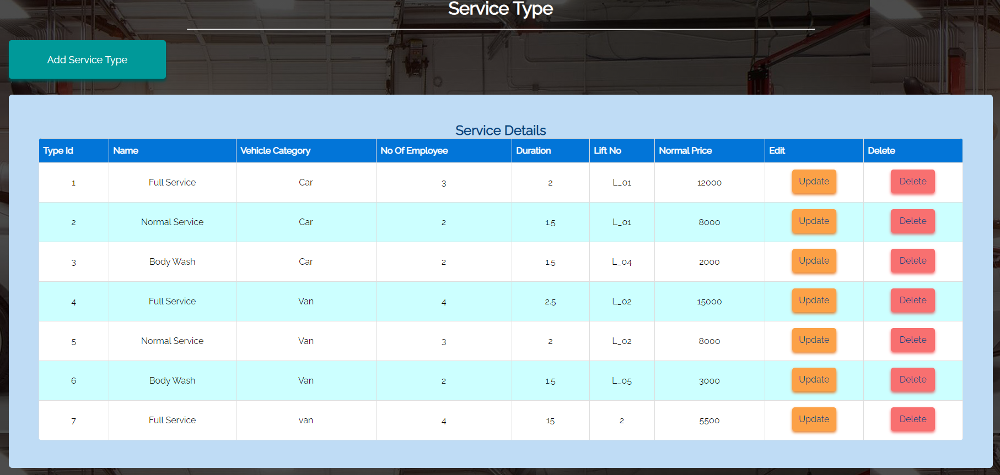 Service Type
Add Service Type
Service Details
Type Id Name Vehicle Category No Of Employee Duration Lift No Normal Price Edit Delete
1 Full Service Car 3 2 L_01 12000 Update Delete
2 Normal Service Car 2 1.5 L_01 8000 Update Delete
3 Body Wash Car 2 1.5 L_04 2000 Update Delete
4 Full Service Van 4 2.5 L_02 15000 Update Delete
5 Normal Service Van 3 2 L_02 8000 Update Delete
6 Body Wash Van 2 1.5 L_05 3000 Update Delete
7 Full Service van 4 15 2 5500 Update Delete